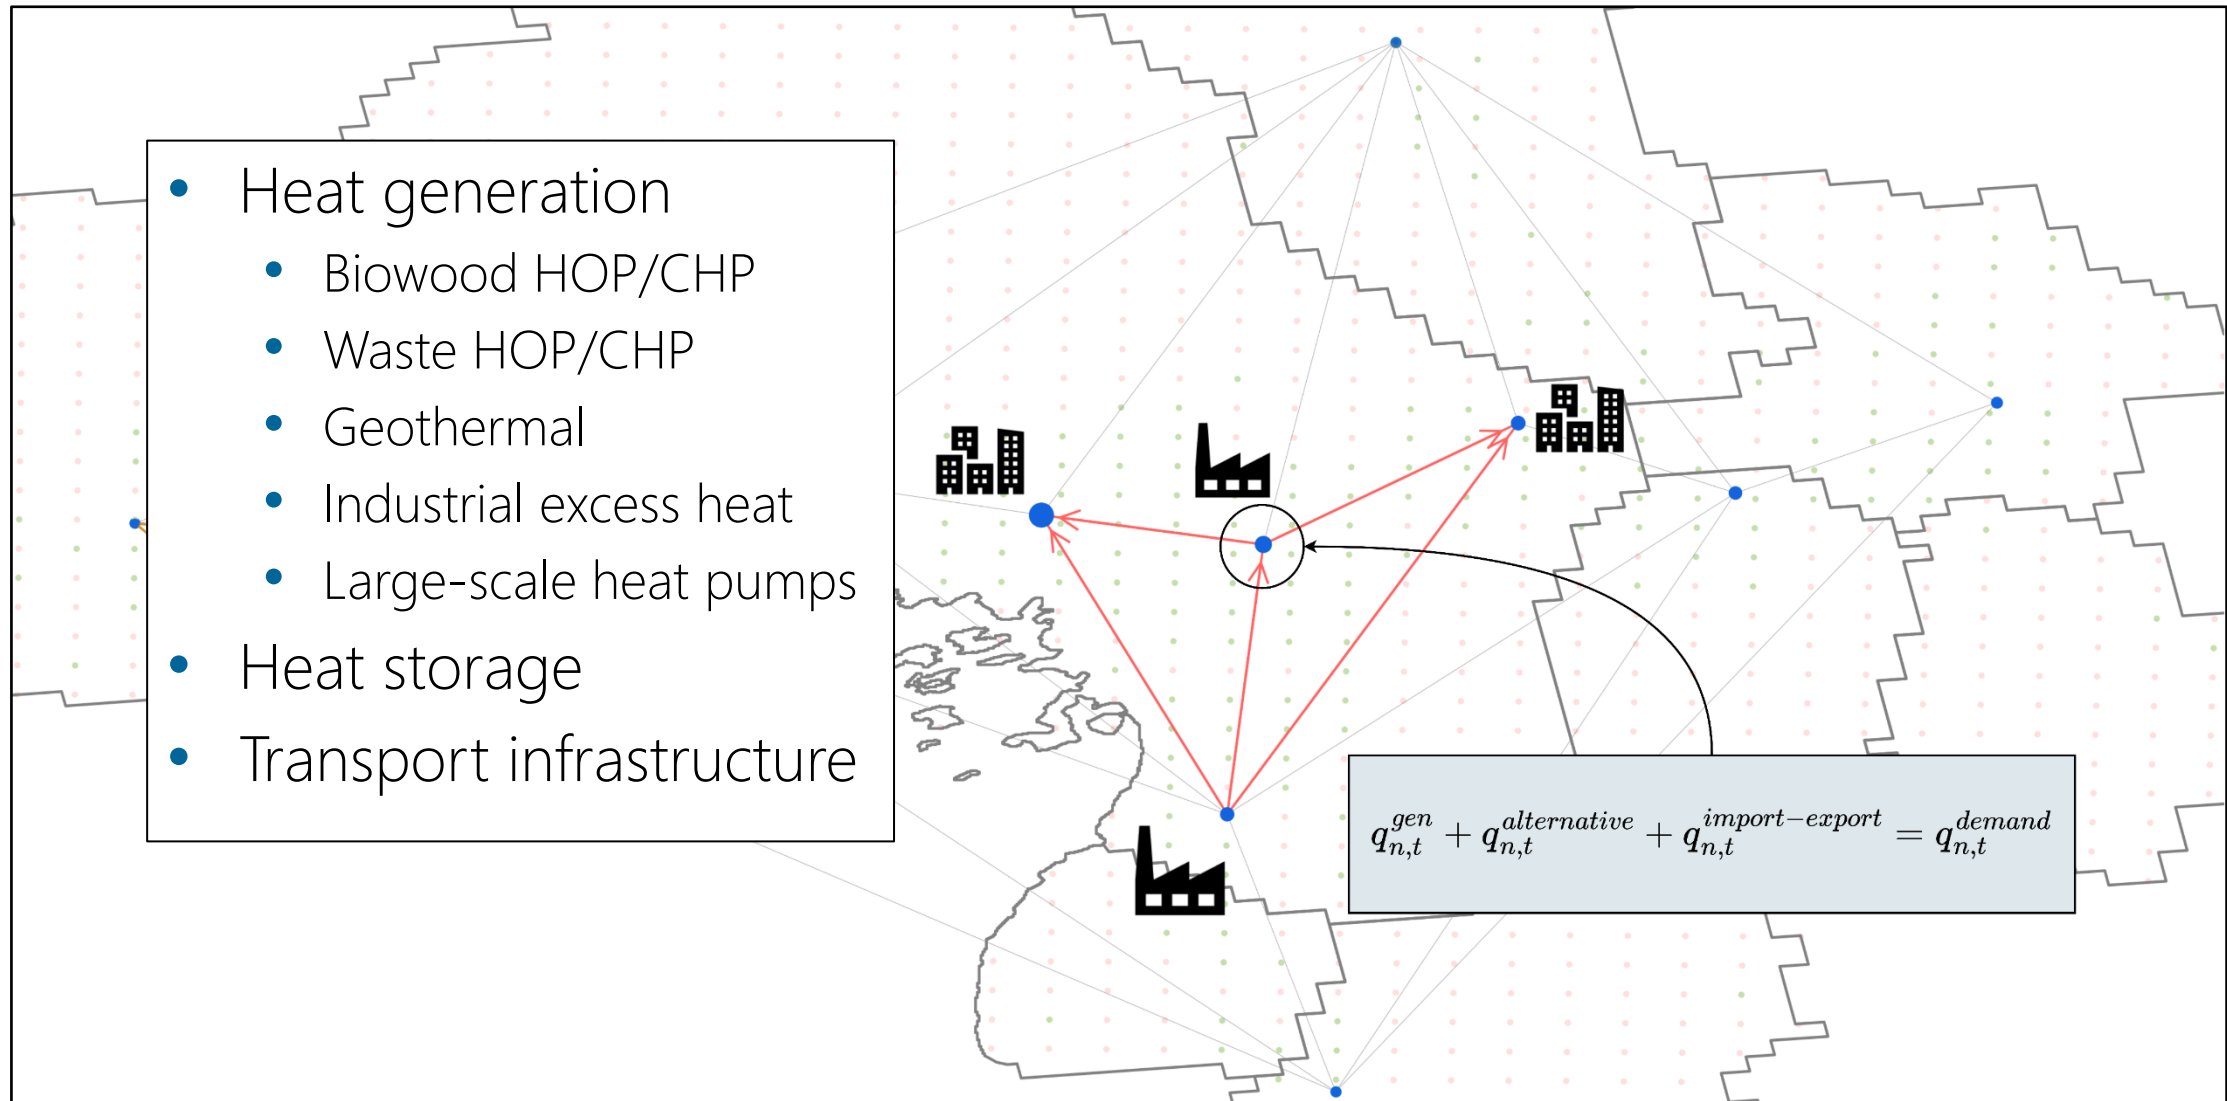 • Heat generation
• Biowood HOP/CHP
• Waste HOP/CHP
• Geothermal
• Industrial excess heat
• Large-scale heat pumps
• Heat storage
• Transport infrastructure
$q_{n,t}^{gen} + q_{n,t}^{alternative} + q_{n,t}^{import-export} = q_{n,t}^{demand}$